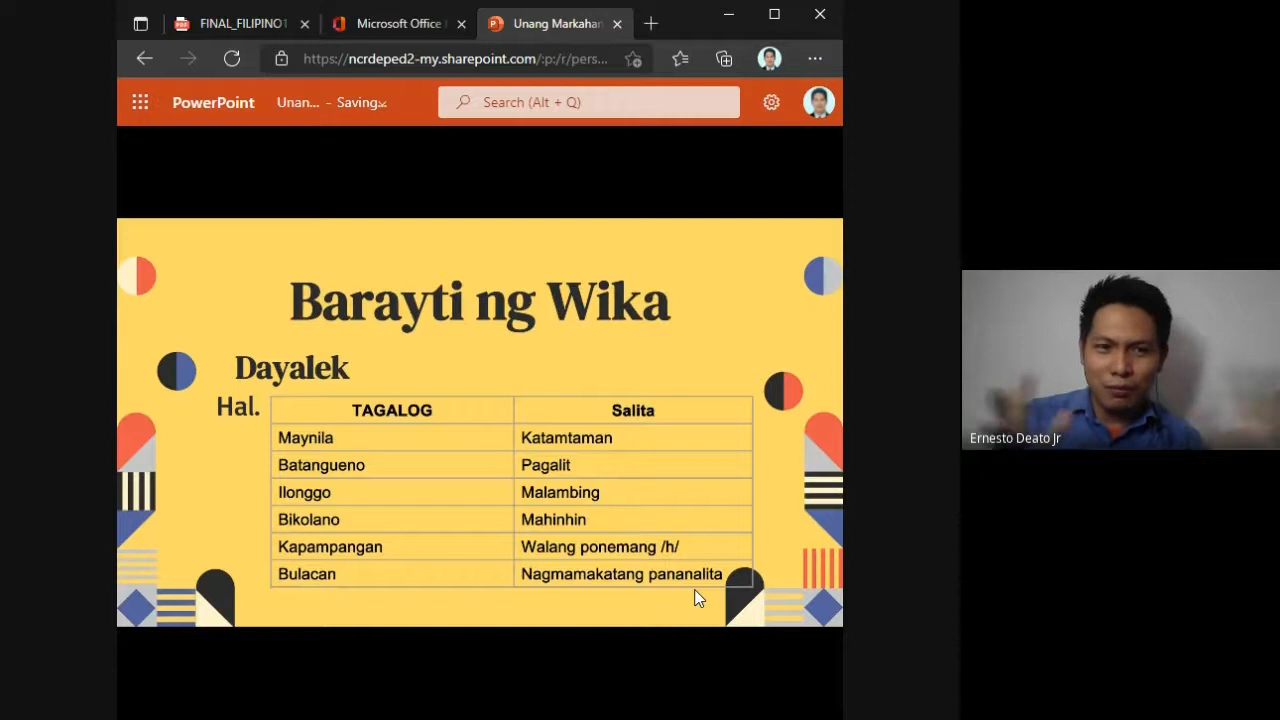 FINAL_FILIPINO1
Microsoft Office
Unang Markahan
https://ncrdeped2-my.sharepoint.com/:p:/r/pers...
PowerPoint
Unan... - Saving
Search (Alt + Q)
Barayti ng Wika
Dayalek
Hal.
TAGALOG Salita
Maynila Katamtaman
Batangueno Pagalit
Ilonggo Malambing
Bikolano Mahinhin
Kapampangan Walang ponemang /h/
Bulacan Nagmamakatang pananalita
Ernesto Deato Jr